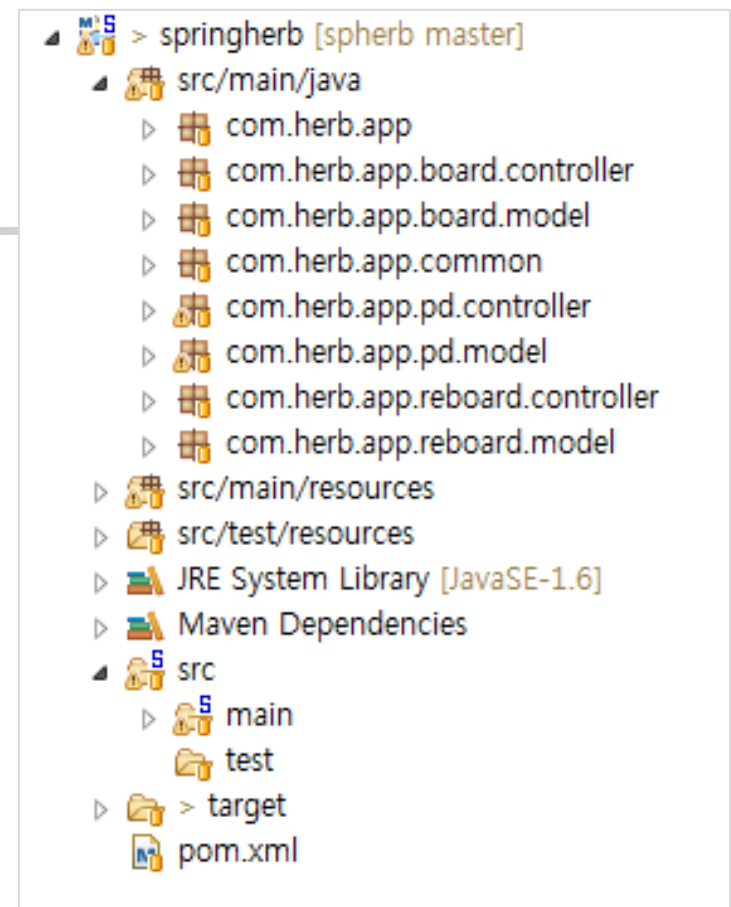 > springherb [spherb master]
src/main/java
com.herb.app
com.herb.app.board.controller
com.herb.app.board.model
com.herb.app.common
com.herb.app.pd.controller
com.herb.app.pd.model
com.herb.app.reboard.controller
com.herb.app.reboard.model
src/main/resources
src/test/resources
JRE System Library [JavaSE-1.6]
Maven Dependencies
src
main
test
> target
pom.xml